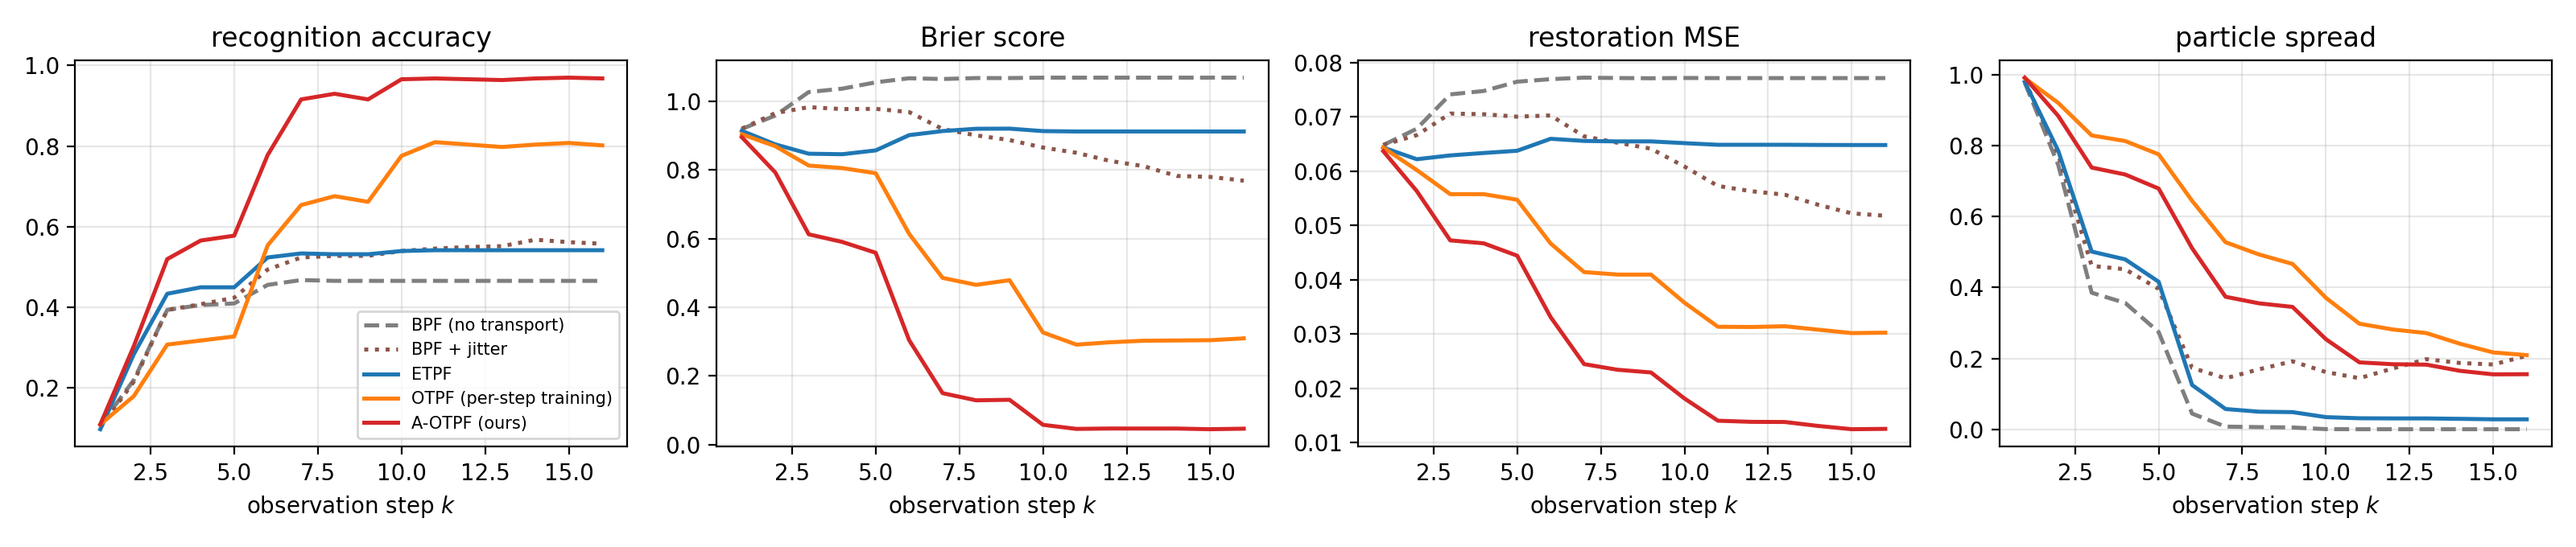 recognition accuracy
1.0
0.8
0.6
0.4
0.2
2.5 5.0 7.5 10.0 12.5 15.0
observation step k
BPF (no transport)
BPF + jitter
ETPF
OTPF (per-step training)
A-OTPF (ours)
Brier score
1.0
0.8
0.6
0.4
0.2
0.0
2.5 5.0 7.5 10.0 12.5 15.0
observation step k
restoration MSE
0.08
0.07
0.06
0.05
0.04
0.03
0.02
0.01
2.5 5.0 7.5 10.0 12.5 15.0
observation step k
particle spread
1.0
0.8
0.6
0.4
0.2
0.0
2.5 5.0 7.5 10.0 12.5 15.0
observation step k